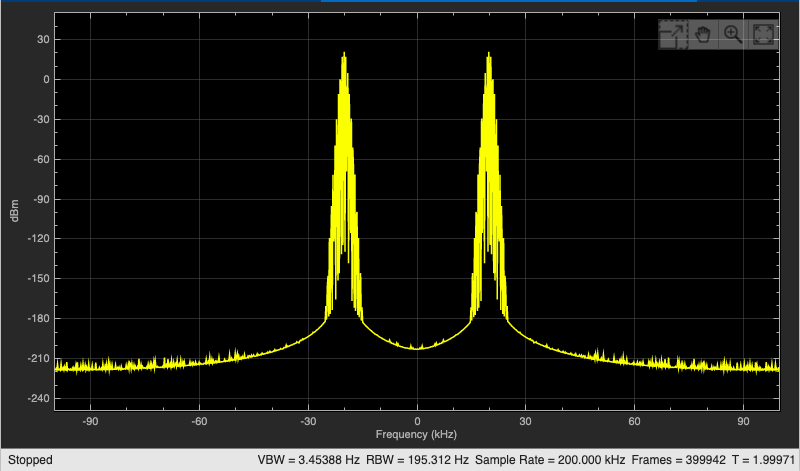 30
0
-30
-60
-90
-120
-150
-180
-210
-240
dBm
-90 -60 -30 0 30 60 90
Frequency (kHz)
Stopped VBW = 3.45388 Hz RBW = 195.312 Hz Sample Rate = 200.000 kHz Frames = 399942 T = 1.99971